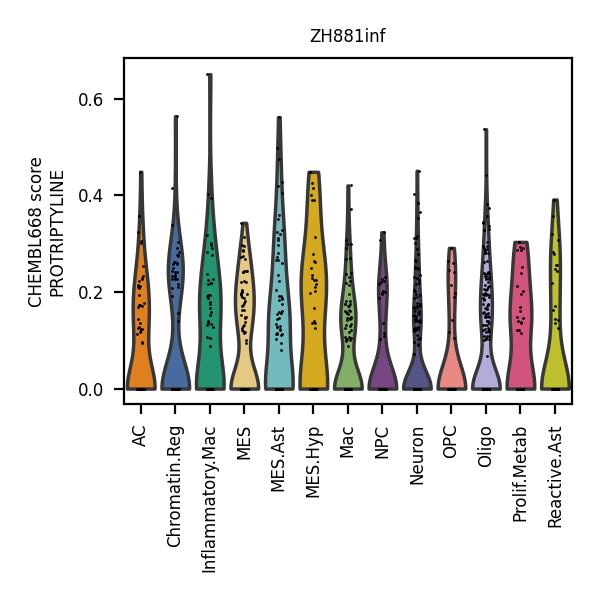 ZH881inf
CHEMBL668 score
PROTRIPTYLINE
0.6
0.4
0.2
0.0
AC
Chromatin.Reg
Inflammatory.Mac
MES
MES.Ast
MES.Hyp
Mac
NPC
Neuron
OPC
Oligo
Prolif.Metab
Reactive.Ast